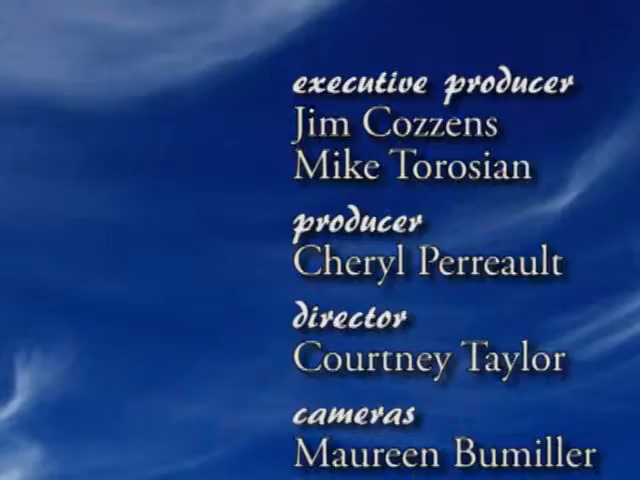 executive producer
Jim Cozzens
Mike Torosian
producer
Cheryl Perreault
director
Courtney Taylor
cameras
Maureen Bumiller